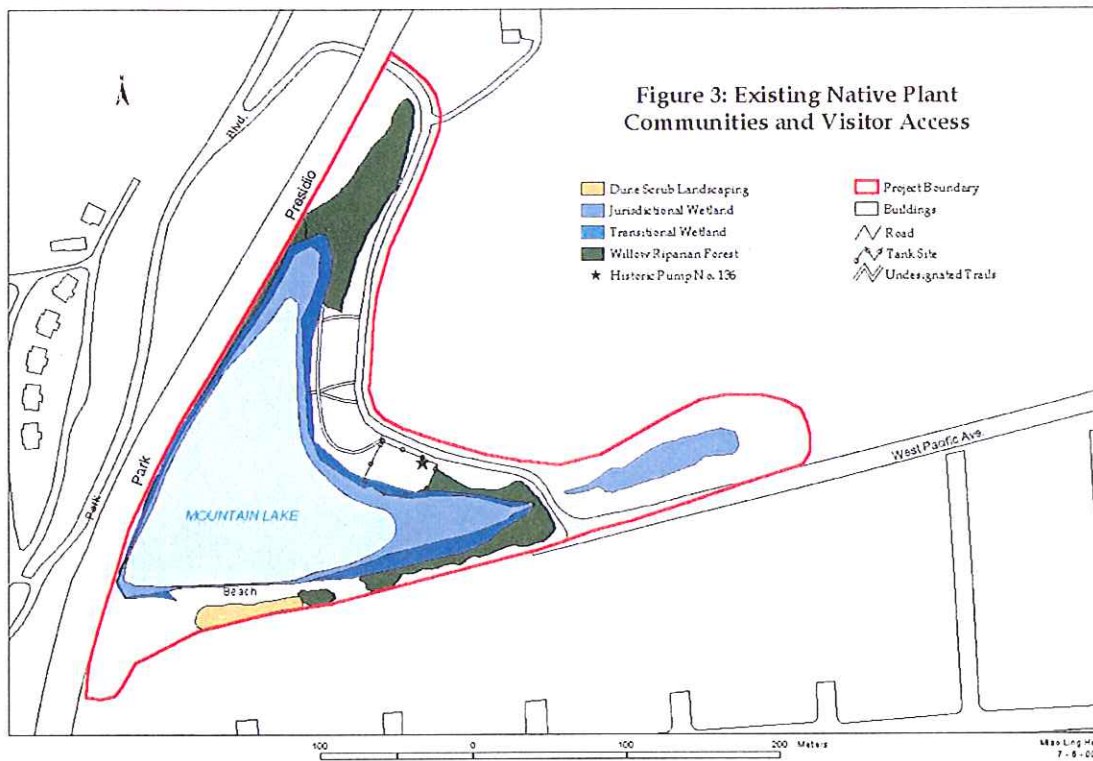 Figure 3: Existing Native Plant
Communities and Visitor Access
N
Dune Scrub Landscaping
Jurisdictional Wetland
Transitional Wetland
Willow Riparian Forest
Historic Pump No. 136
Project Boundary
Buildings
Road
Tank Site
Undesignated Trails
Blvd.
Presidio
Park
Park
MOUNTAIN LAKE
Beach
West Pacific Ave.
100 0 100 200 Meters